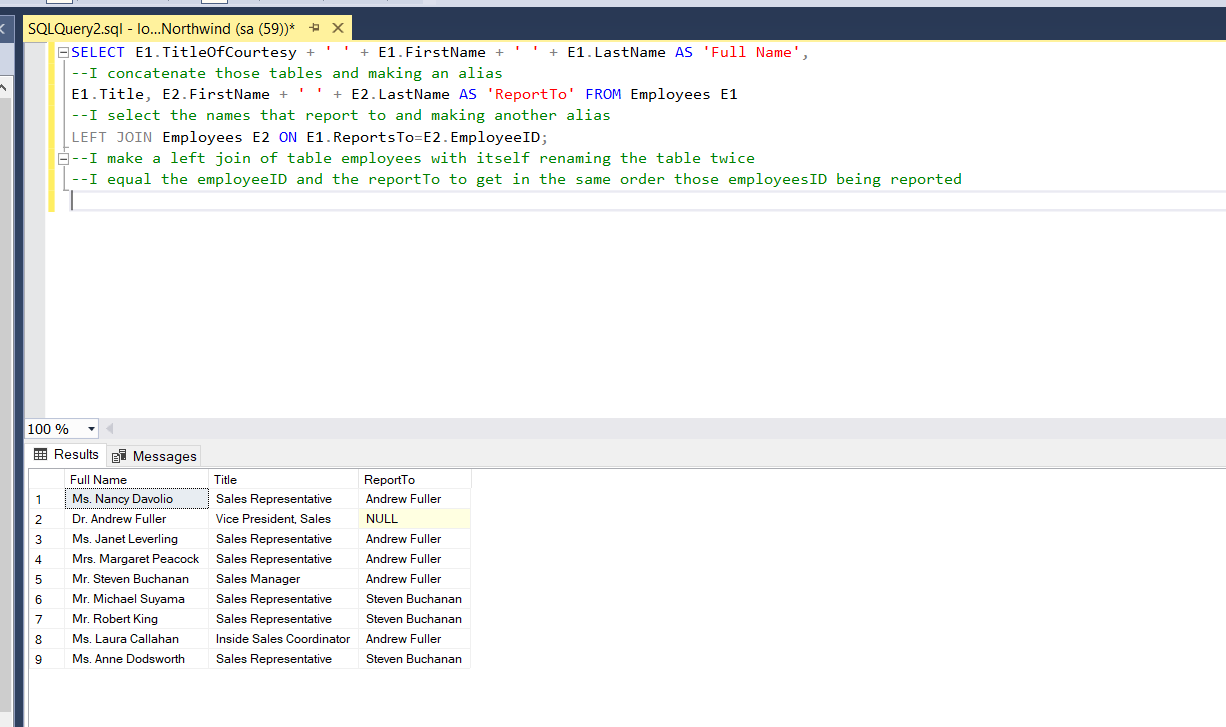 SQLQuery2.sql - lo...Northwind (sa (59))*
SELECT E1.TitleOfCourtesy + ' ' + E1.FirstName + ' ' + E1.LastName AS 'Full Name',
--I concatenate those tables and making an alias
E1.Title, E2.FirstName + ' ' + E2.LastName AS 'ReportTo' FROM Employees E1
--I select the names that report to and making another alias
LEFT JOIN Employees E2 ON E1.ReportsTo=E2.EmployeeID;
--I make a left join of table employees with itself renaming the table twice
--I equal the employeeID and the reportTo to get in the same order those employeesID being reported
100 %
Results Messages
Full Name Title ReportTo
1 Ms. Nancy Davolio Sales Representative Andrew Fuller
2 Dr. Andrew Fuller Vice President, Sales NULL
3 Ms. Janet Leverling Sales Representative Andrew Fuller
4 Mrs. Margaret Peacock Sales Representative Andrew Fuller
5 Mr. Steven Buchanan Sales Manager Andrew Fuller
6 Mr. Michael Suyama Sales Representative Steven Buchanan
7 Mr. Robert King Sales Representative Steven Buchanan
8 Ms. Laura Callahan Inside Sales Coordinator Andrew Fuller
9 Ms. Anne Dodsworth Sales Representative Steven Buchanan